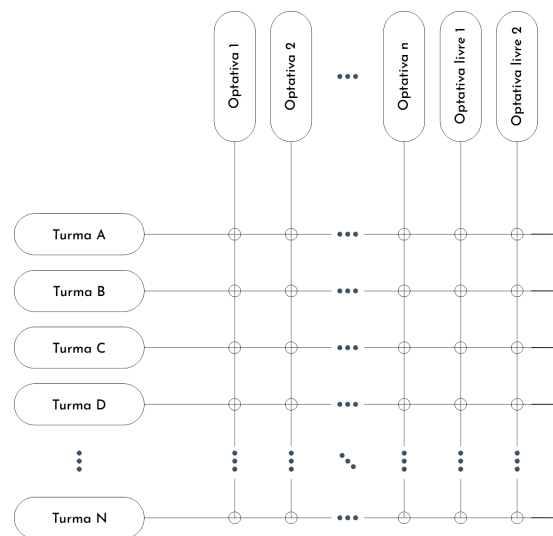 Optativa 1
Optativa 2
Optativa n
Optativa livre 1
Optativa livre 2
Turma A
Turma B
Turma C
Turma D
Turma N